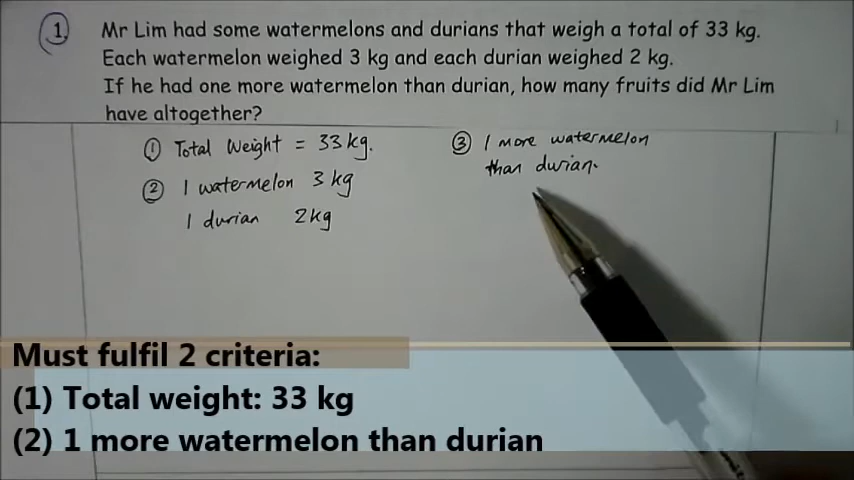 1. Mr Lim had some watermelons and durians that weigh a total of 33 kg.
Each watermelon weighed 3 kg and each durian weighed 2 kg.
If he had one more watermelon than durian, how many fruits did Mr Lim
have altogether?
① Total Weight = 33 kg.
② 1 watermelon 3 kg
1 durian 2 kg
③ 1 more watermelon
than durian.
Must fulfil 2 criteria:
(1) Total weight: 33 kg
(2) 1 more watermelon than durian